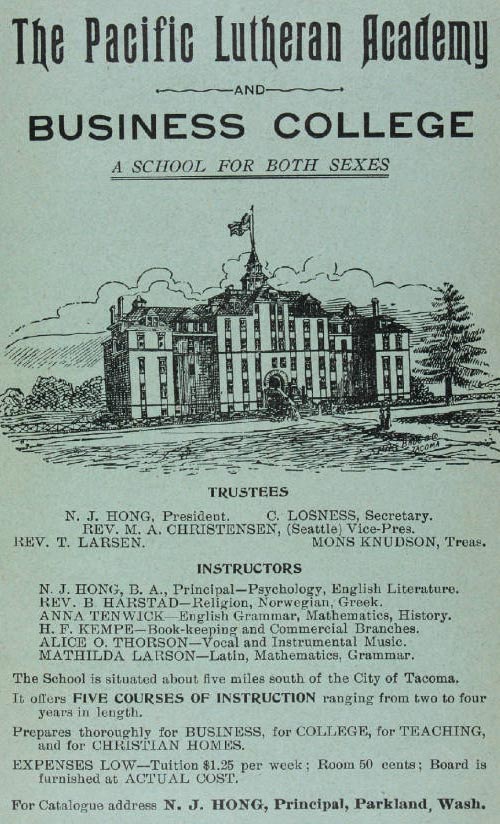 The Pacific Lutheran Academy
AND
BUSINESS COLLEGE
A SCHOOL FOR BOTH SEXES
TACOMA
TRUSTEES
N. J. HONG, President. C. LOSNESS, Secretary.
REV. M. A. CHRISTENSEN, (Seattle) Vice-Pres.
REV. T. LARSEN. MONS KNUDSON, Treas.
INSTRUCTORS
N. J. HONG, B. A., Principal—Psychology, English Literature.
REV. B HARSTAD—Religion, Norwegian, Greek.
ANNA TENWICK—English Grammar, Mathematics, History.
H. F. KEMPE—Book-keeping and Commercial Branches.
ALICE O. THORSON—Vocal and Instrumental Music.
MATHILDA LARSON—Latin, Mathematics, Grammar.
The School is situated about five miles south of the City of Tacoma.
It offers FIVE COURSES OF INSTRUCTION ranging from two to four
years in length.
Prepares thoroughly for BUSINESS, for COLLEGE, for TEACHING,
and for CHRISTIAN HOMES.
EXPENSES LOW—Tuition $1.25 per week; Room 50 cents; Board is
furnished at ACTUAL COST.
For Catalogue address N. J. HONG, Principal, Parkland, Wash.